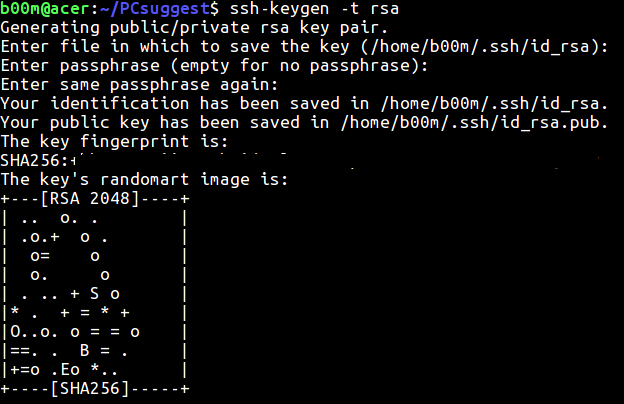 b00m@acer:~/PCsuggest$ ssh-keygen -t rsa
Generating public/private rsa key pair.
Enter file in which to save the key (/home/b00m/.ssh/id_rsa):
Enter passphrase (empty for no passphrase):
Enter same passphrase again:
Your identification has been saved in /home/b00m/.ssh/id_rsa.
Your public key has been saved in /home/b00m/.ssh/id_rsa.pub.
The key fingerprint is:
SHA256:+
The key's randomart image is:
+---[RSA 2048]----+
| ..  o. .        |
| .o.+  o .       |
|  o=    o        |
|  o.     o       |
| . .. + S o      |
|* .  + = * +     |
|O..o. o = = o    |
|==. .  B = .     |
|+=o .Eo *..      |
+----[SHA256]-----+